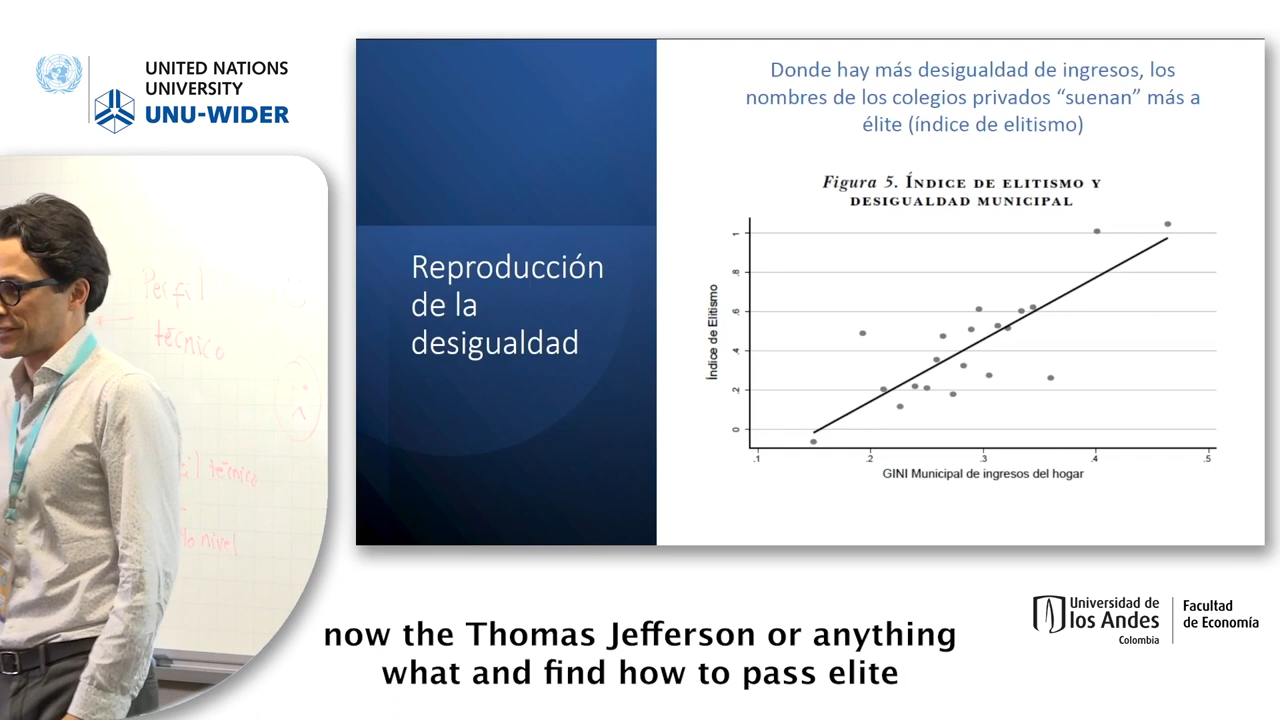 UNITED NATIONS
UNIVERSITY
UNU-WIDER
Donde hay más desigualdad de ingresos, los
nombres de los colegios privados “suenan” más a
élite (índice de elitismo)
Reproducción
de la
desigualdad
Figura 5. ÍNDICE DE ELITISMO Y
DESIGUALDAD MUNICIPAL
Índice de Elitismo
1
.8
.6
.4
.2
0
.1 .2 .3 .4 .5
GINI Municipal de ingresos del hogar
Perfil
técnico
técnico
nivel
now the Thomas Jefferson or anything
what and find how to pass elite
Universidad de
los Andes
Colombia
Facultad
de Economía